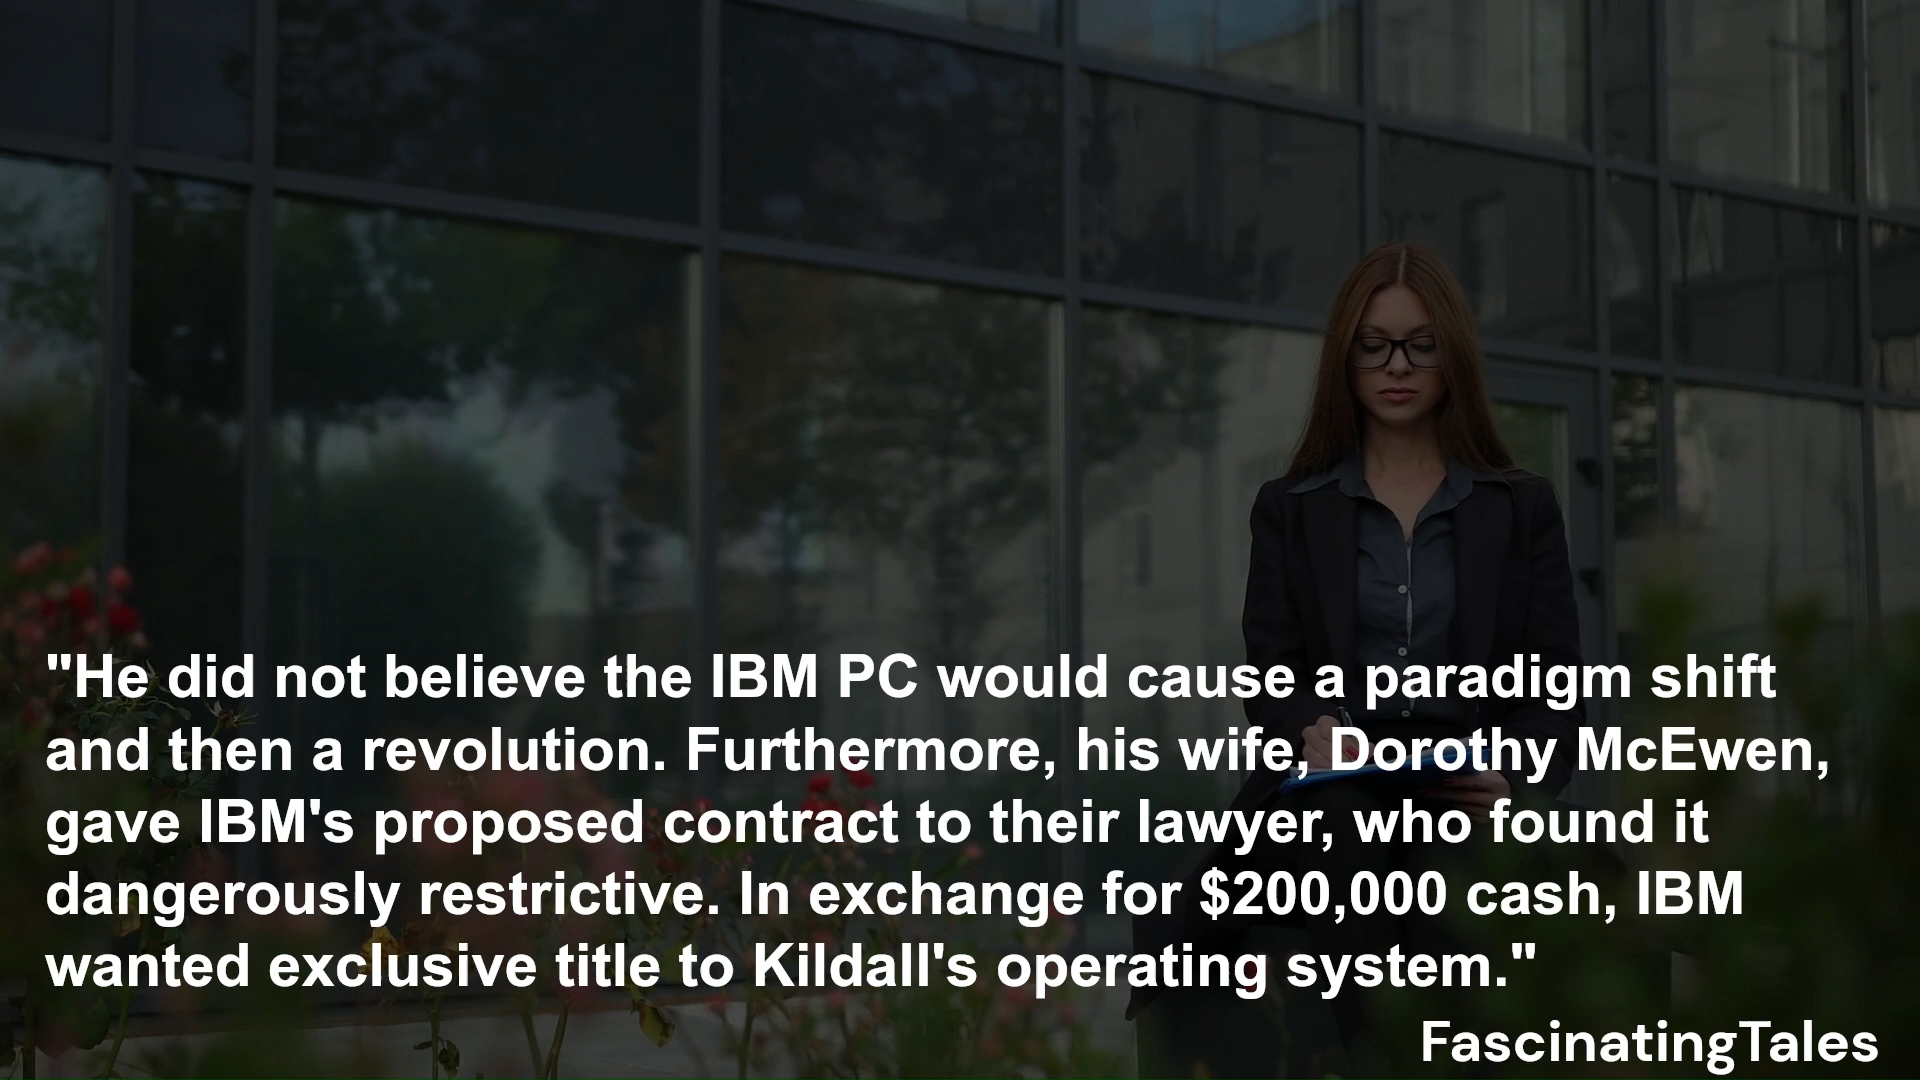 "He did not believe the IBM PC would cause a paradigm shift
and then a revolution. Furthermore, his wife, Dorothy McEwen,
gave IBM's proposed contract to their lawyer, who found it
dangerously restrictive. In exchange for $200,000 cash, IBM
wanted exclusive title to Kildall's operating system."
FascinatingTales